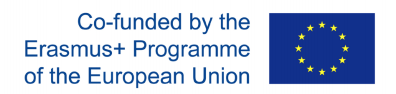 Co-funded by the
Erasmus+ Programme
of the European Union